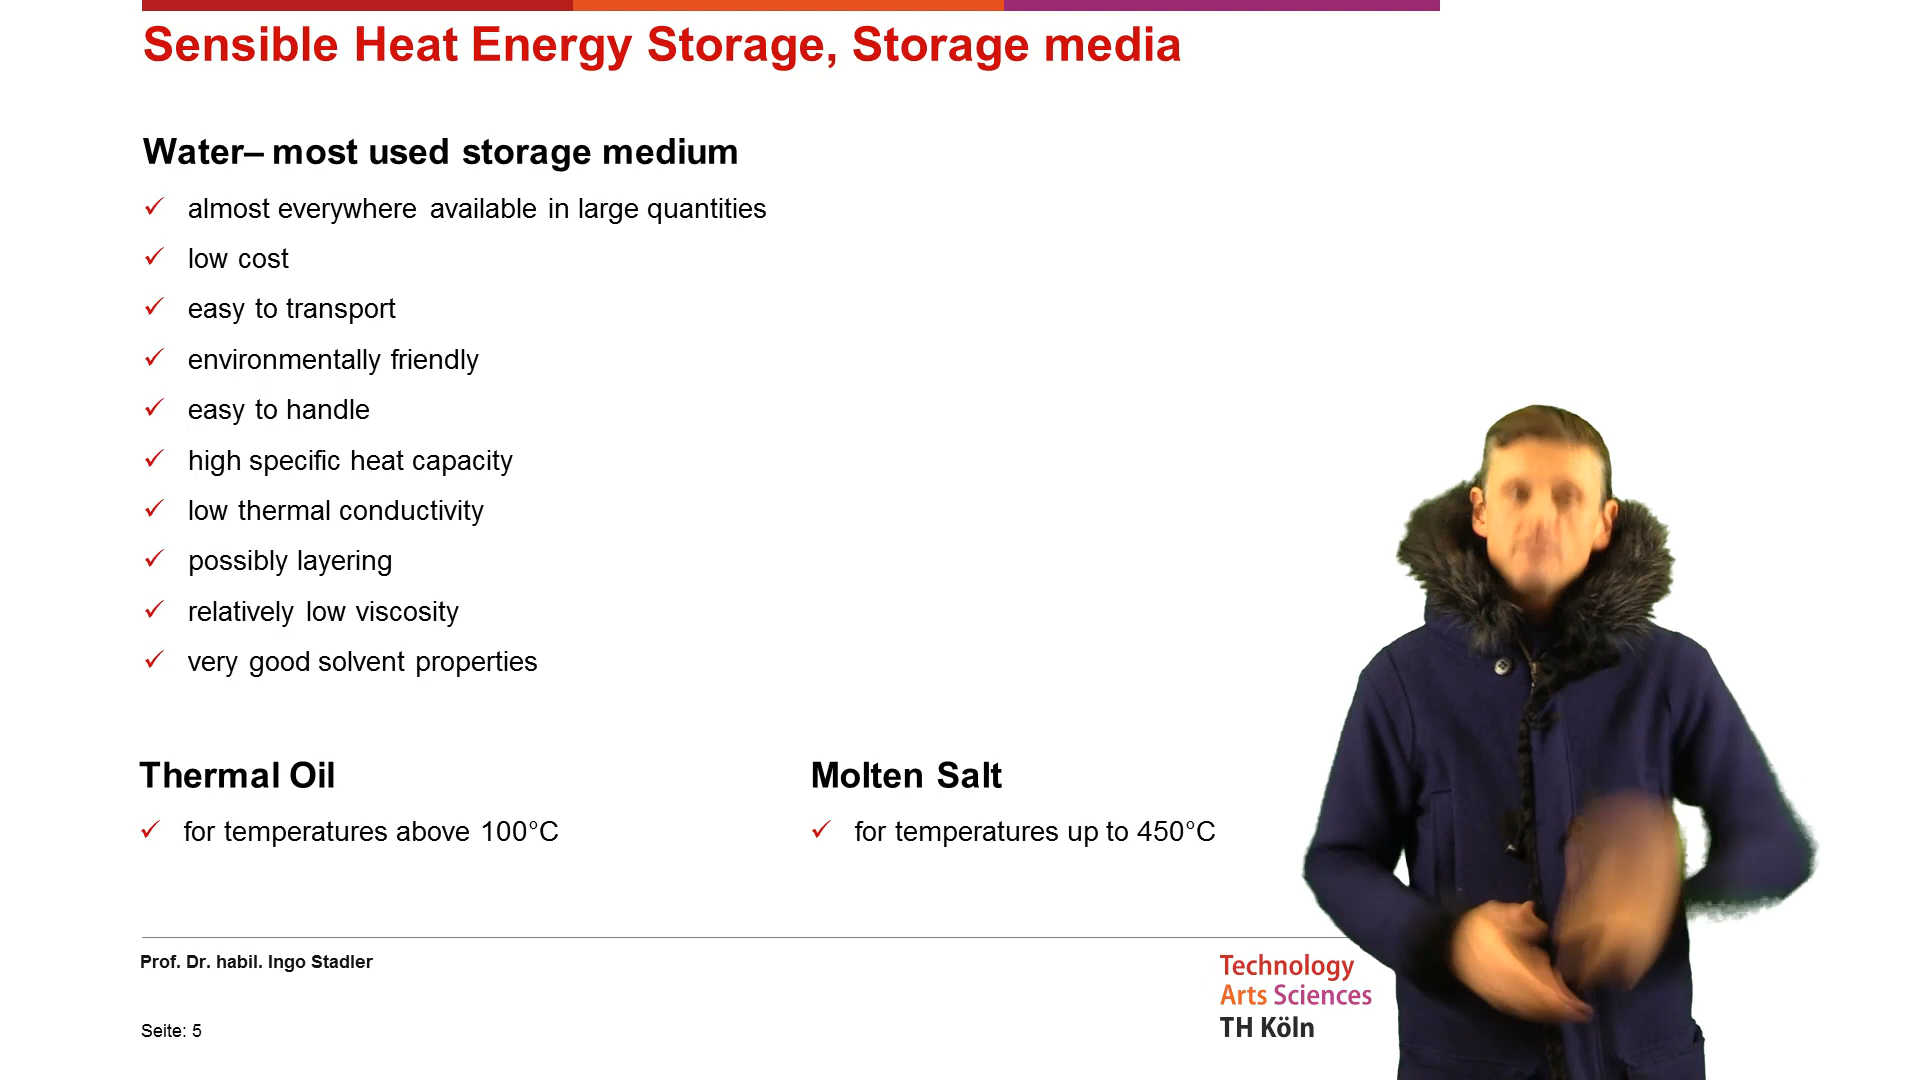 Sensible Heat Energy Storage, Storage media
Water– most used storage medium
✓ almost everywhere available in large quantities
✓ low cost
✓ easy to transport
✓ environmentally friendly
✓ easy to handle
✓ high specific heat capacity
✓ low thermal conductivity
✓ possibly layering
✓ relatively low viscosity
✓ very good solvent properties
Thermal Oil
✓ for temperatures above 100°C
Molten Salt
✓ for temperatures up to 450°C
Prof. Dr. habil. Ingo Stadler
Seite: 5
Technology
Arts Sciences
TH Köln